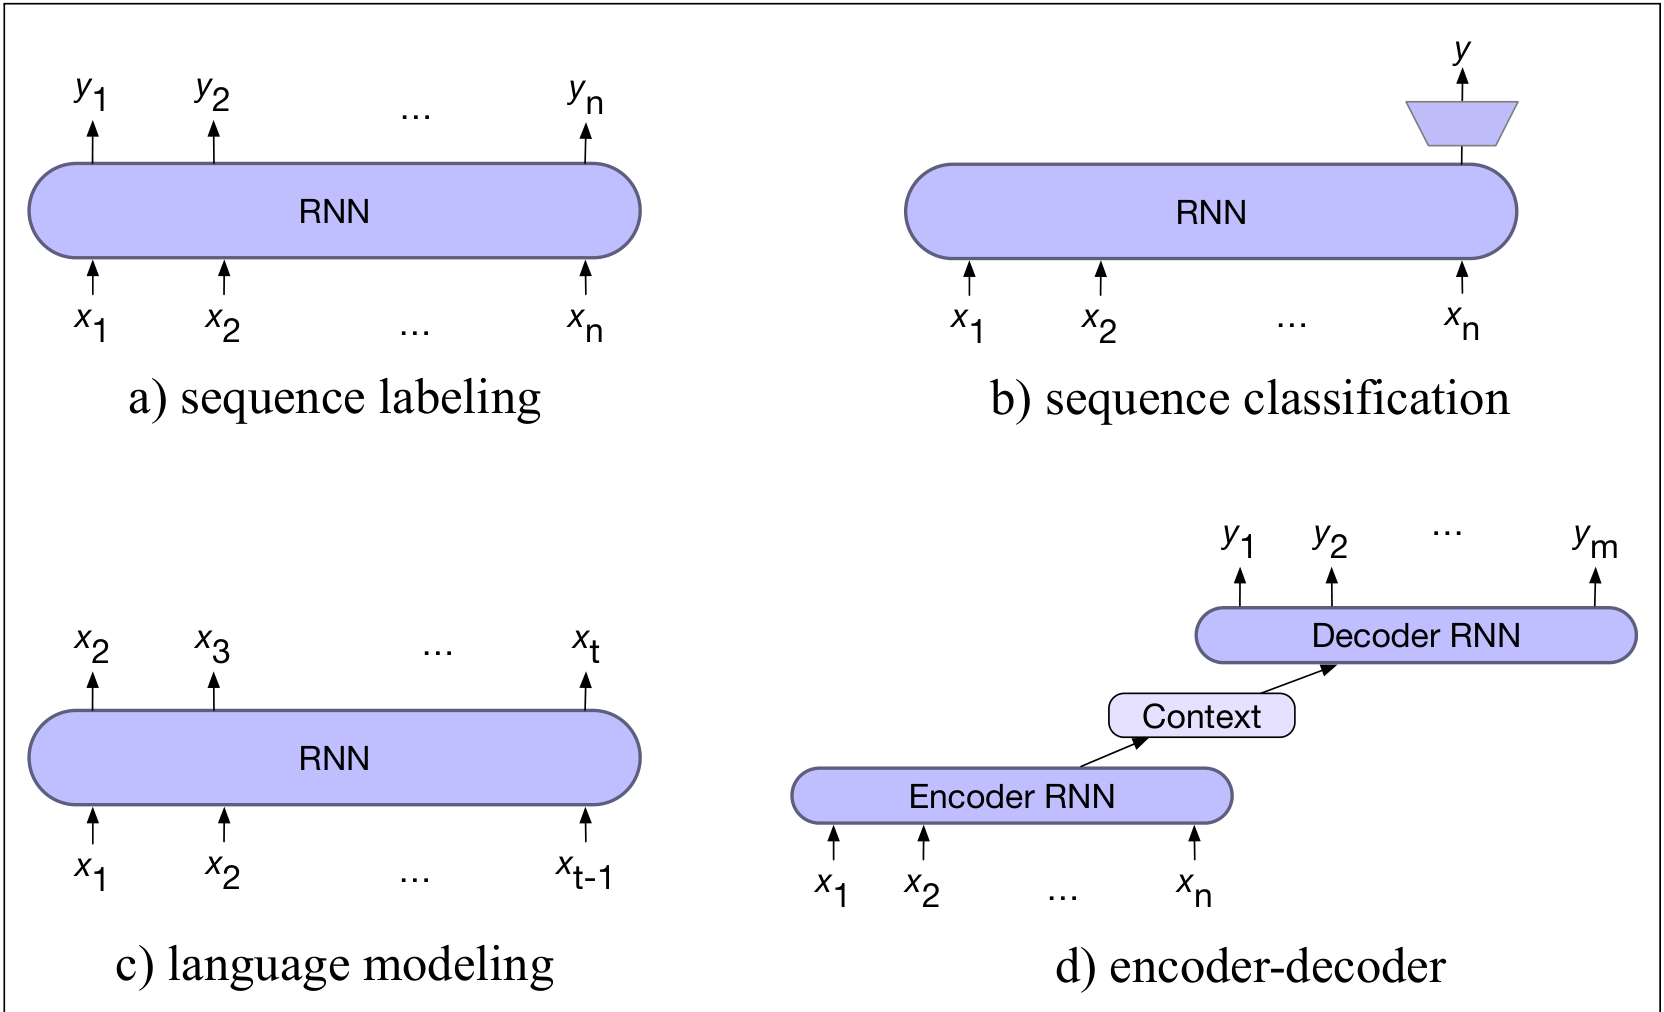 y1 y2 ... yn
RNN
x1 x2 ... xn
a) sequence labeling
y
RNN
x1 x2 ... xn
b) sequence classification
x2 x3 ... xt
RNN
x1 x2 ... xt-1
c) language modeling
y1 y2 ... ym
Decoder RNN
Context
Encoder RNN
x1 x2 ... xn
d) encoder-decoder